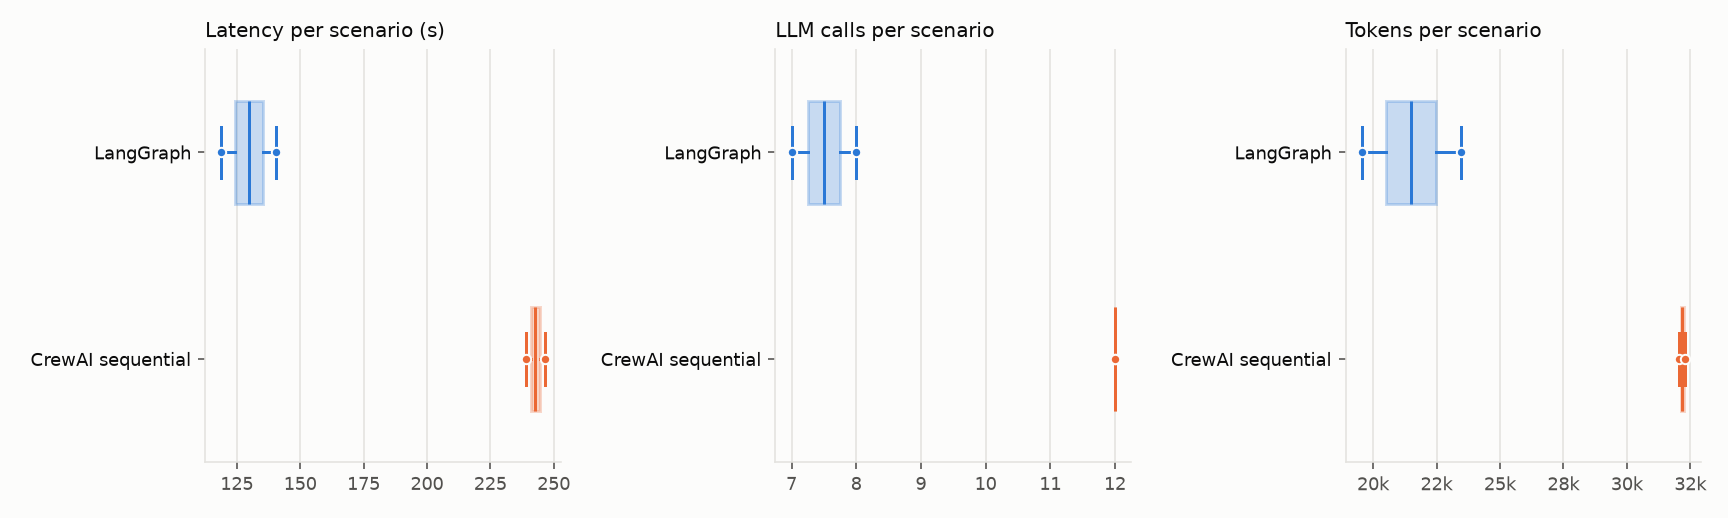 Latency per scenario (s)
LangGraph
CrewAI sequential
125 150 175 200 225 250
LLM calls per scenario
LangGraph
CrewAI sequential
7 8 9 10 11 12
Tokens per scenario
LangGraph
CrewAI sequential
20k 22k 25k 28k 30k 32k